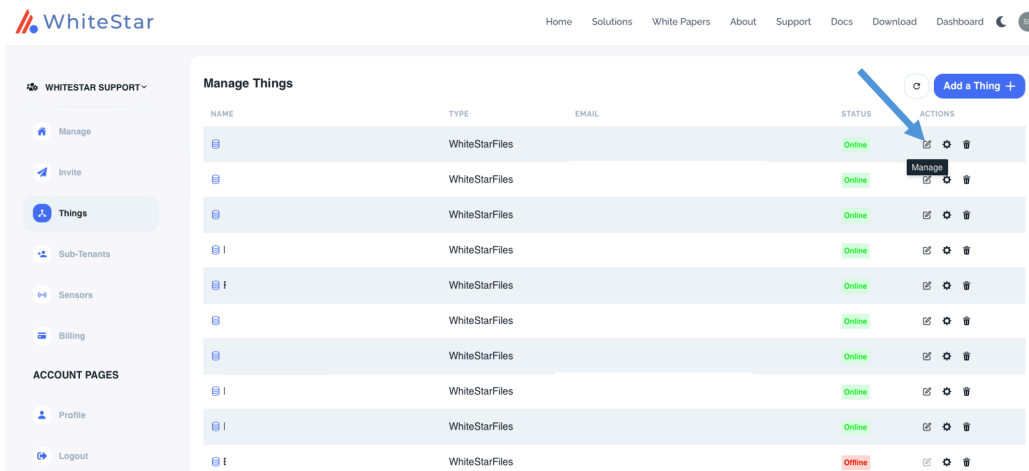 WhiteStar
Home Solutions White Papers About Support Docs Download Dashboard
WHITESTAR SUPPORT
Manage
Invite
Things
Sub-Tenants
Sensors
Billing
ACCOUNT PAGES
Profile
Logout
Manage Things
Add a Thing +
NAME TYPE EMAIL STATUS ACTIONS
WhiteStarFiles Online
Manage
WhiteStarFiles Online
WhiteStarFiles Online
WhiteStarFiles Online
WhiteStarFiles Online
WhiteStarFiles Online
WhiteStarFiles Online
WhiteStarFiles Online
WhiteStarFiles Online
WhiteStarFiles Offline